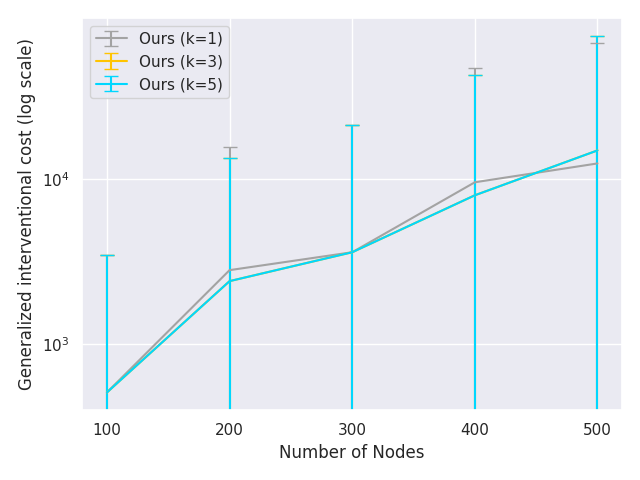 Generalized interventional cost (log scale)
Ours (k=1)
Ours (k=3)
Ours (k=5)
10⁴
10³
100 200 300 400 500
Number of Nodes